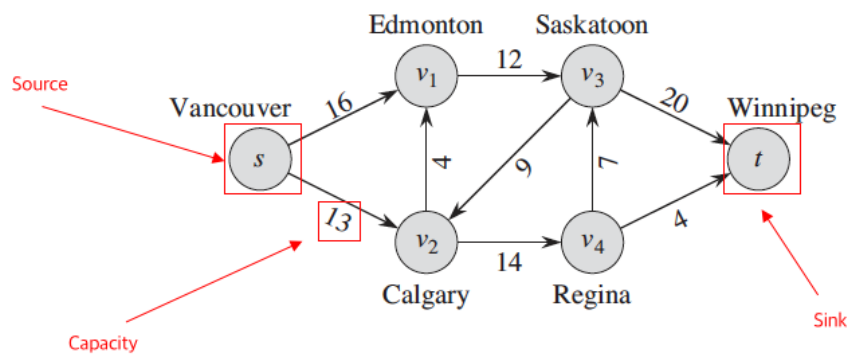 Edmonton
Saskatoon
Source
v1
12
v3
Vancouver
16
20
Winnipeg
s
4
9
7
t
13
4
v2
14
v4
Calgary
Regina
Sink
Capacity